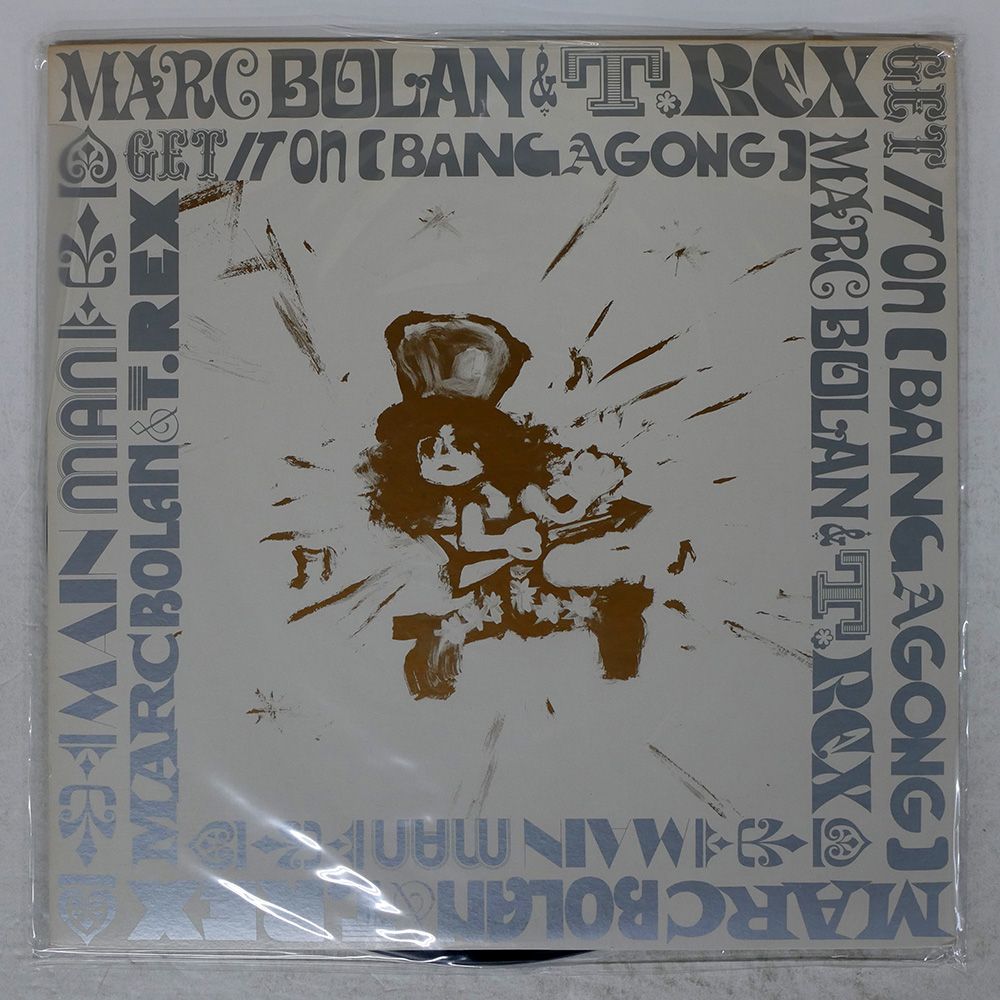 MARC BOLAN & T. REX
GET IT ON [BANG A GONG]
GET IT ON [BANG A GONG]
MARC BOLAN & T. REX
MARC BOLAN & T. REX
MAIN MAN
MARC BOLAN & T. REX
MAIN MAN